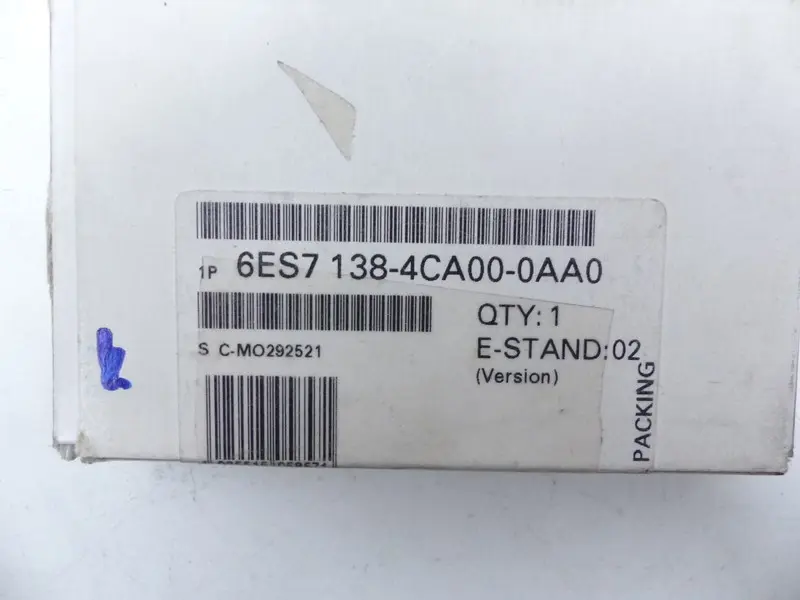 1P 6ES7 138-4CA00-0AA0
QTY: 1
S C-MO292521
E-STAND:02
(Version)
PACKING